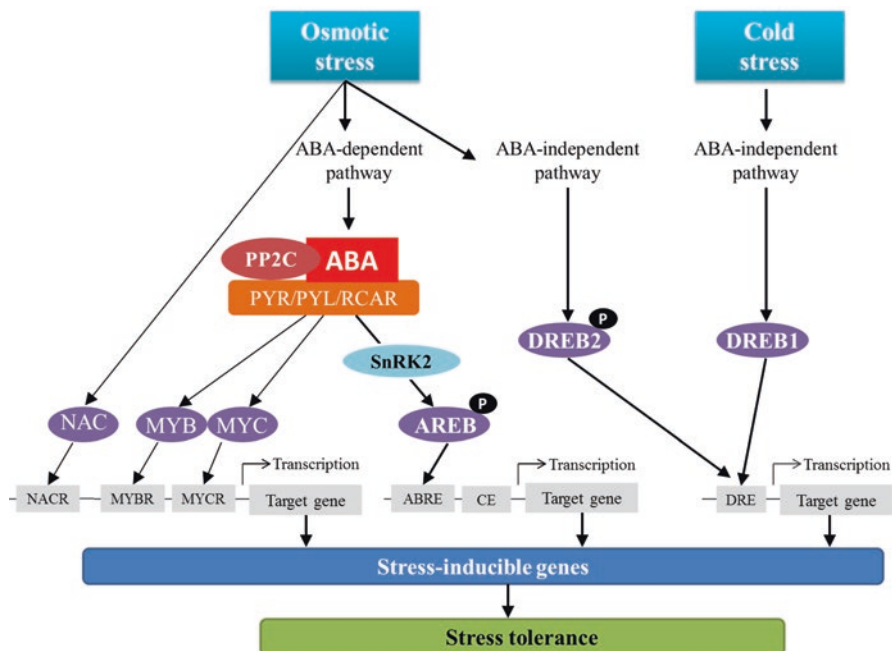 Osmotic
stress
Cold
stress
ABA-dependent
pathway
ABA-independent
pathway
ABA-independent
pathway
PP2C
ABA
PYR/PYL/RCAR
P
DREB2
DREB1
SnRK2
P
NAC
MYB
MYC
AREB
Transcription
Transcription
Transcription
NACR
MYBR
MYCR
Target gene
ABRE
CE
Target gene
DRE
Target gene
Stress-inducible genes
Stress tolerance